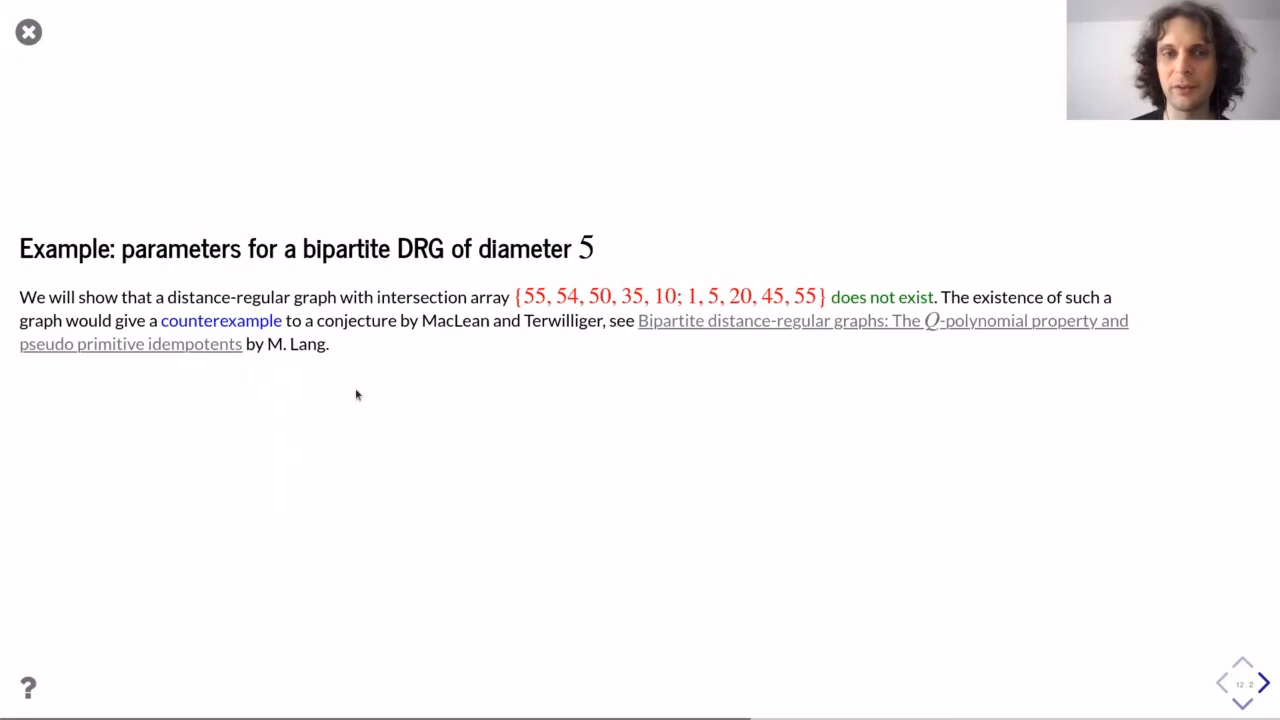 Example: parameters for a bipartite DRG of diameter 5
We will show that a distance-regular graph with intersection array {55, 54, 50, 35, 10; 1, 5, 20, 45, 55} does not exist. The existence of such a
graph would give a counterexample to a conjecture by MacLean and Terwilliger, see Bipartite distance-regular graphs: The Q-polynomial property and
pseudo primitive idempotents by M. Lang.
?
12.2